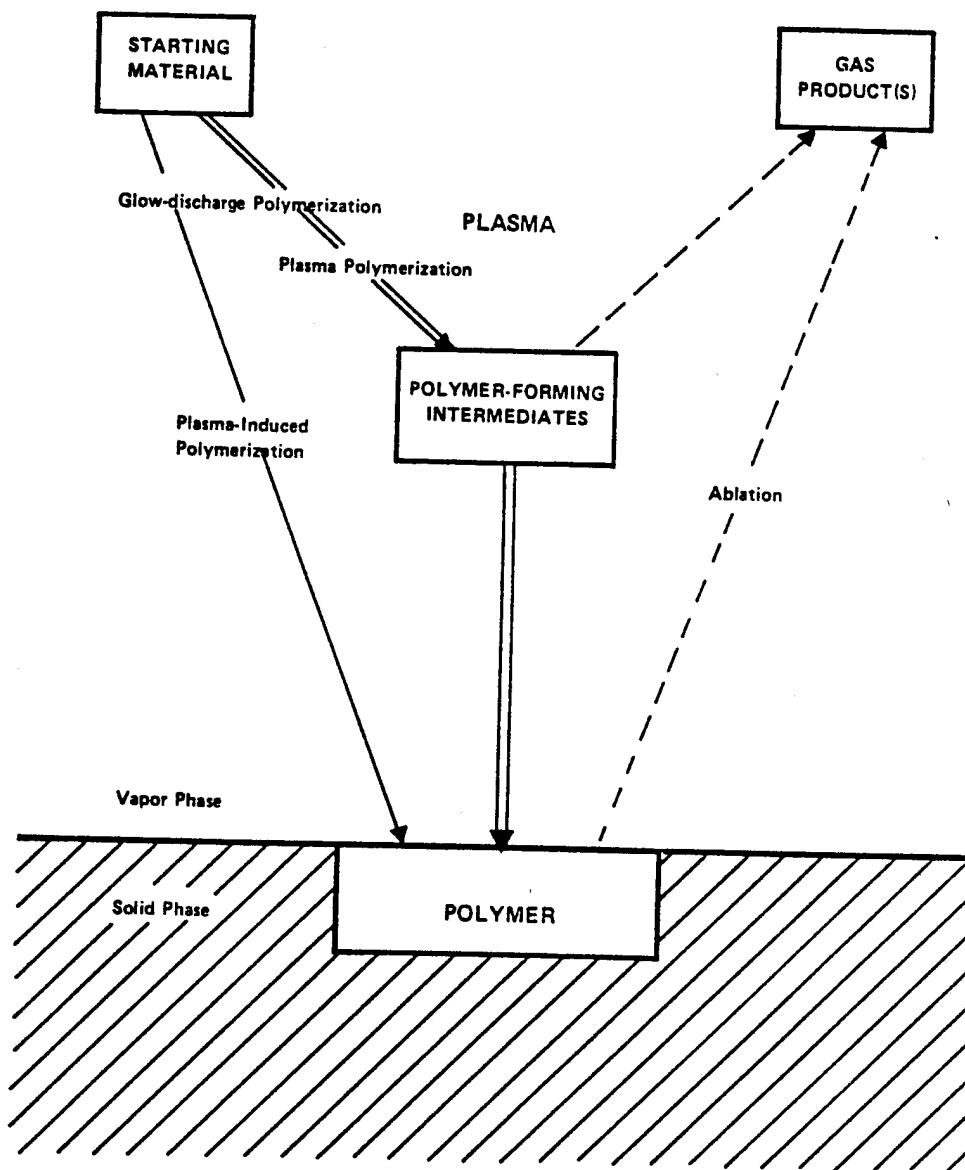 STARTING
MATERIAL
GAS
PRODUCT(S)
Glow-discharge Polymerization
PLASMA
Plasma Polymerization
POLYMER-FORMING
INTERMEDIATES
Plasma-Induced
Polymerization
Ablation
Vapor Phase
Solid Phase
POLYMER